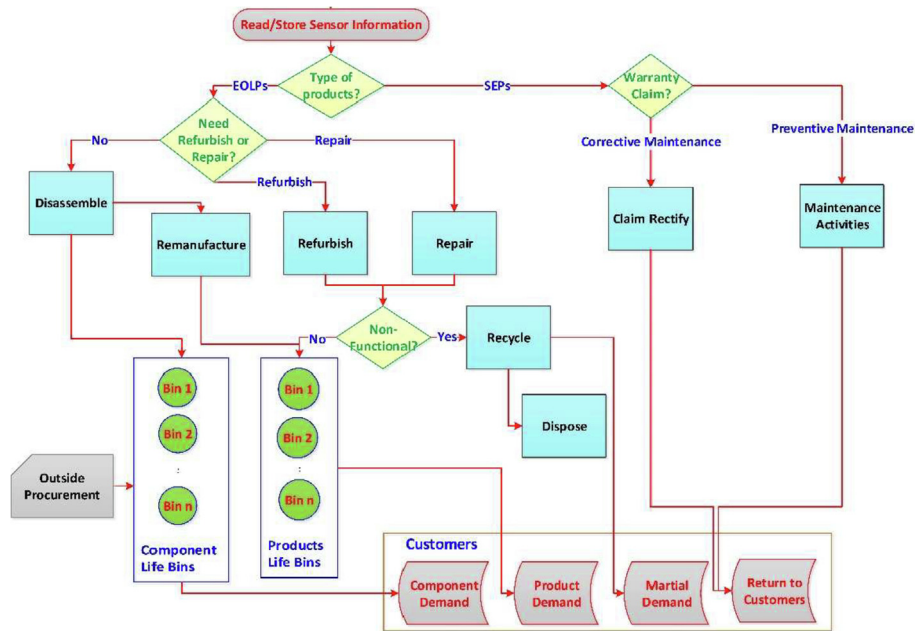 Read/Store Sensor Information
Type of
products?
EOLPs
SEPs
Warranty
Claim?
Need
Refurbish or
Repair?
No
Repair
Refurbish
Corrective Maintenance
Preventive Maintenance
Disassemble
Remanufacture
Refurbish
Repair
Claim Rectify
Maintenance
Activities
Non-
Functional?
No
Yes
Recycle
Dispose
Bin 1
Bin 2
:
Bin n
Component
Life Bins
Bin 1
Bin 2
:
Bin n
Products
Life Bins
Outside
Procurement
Customers
Component
Demand
Product
Demand
Martial
Demand
Return to
Customers